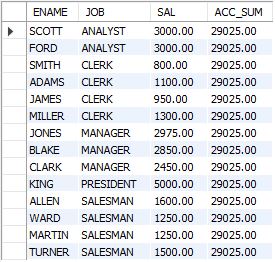 ENAME JOB SAL ACC_SUM
SCOTT ANALYST 3000.00 29025.00
FORD ANALYST 3000.00 29025.00
SMITH CLERK 800.00 29025.00
ADAMS CLERK 1100.00 29025.00
JAMES CLERK 950.00 29025.00
MILLER CLERK 1300.00 29025.00
JONES MANAGER 2975.00 29025.00
BLAKE MANAGER 2850.00 29025.00
CLARK MANAGER 2450.00 29025.00
KING PRESIDENT 5000.00 29025.00
ALLEN SALESMAN 1600.00 29025.00
WARD SALESMAN 1250.00 29025.00
MARTIN SALESMAN 1250.00 29025.00
TURNER SALESMAN 1500.00 29025.00